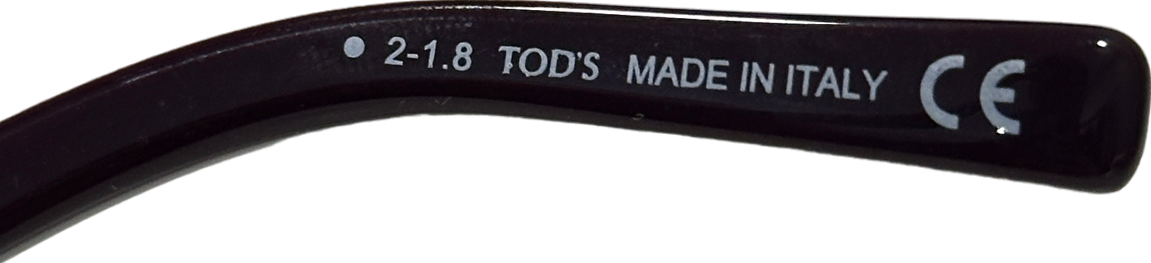 ● 2-1.8 TOD'S MADE IN ITALY CE